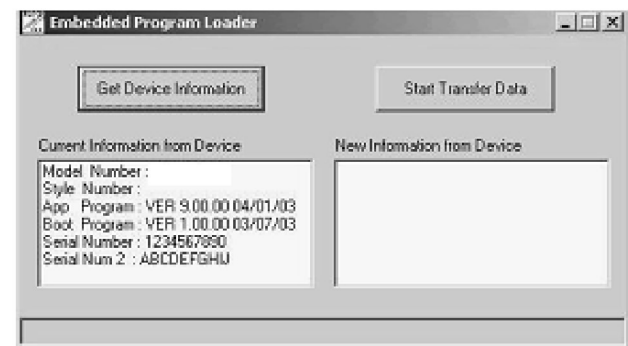 Embedded Program Loader
Get Device Information
Start Transfer Data
Current Information from Device
New Information from Device
Model Number :
Style Number :
App Program : VER 9.00.00 04/01/03
Boot Program : VER 1.00.00 03/07/03
Serial Number : 1234567890
Serial Num 2 : ABCDEFGHIJ